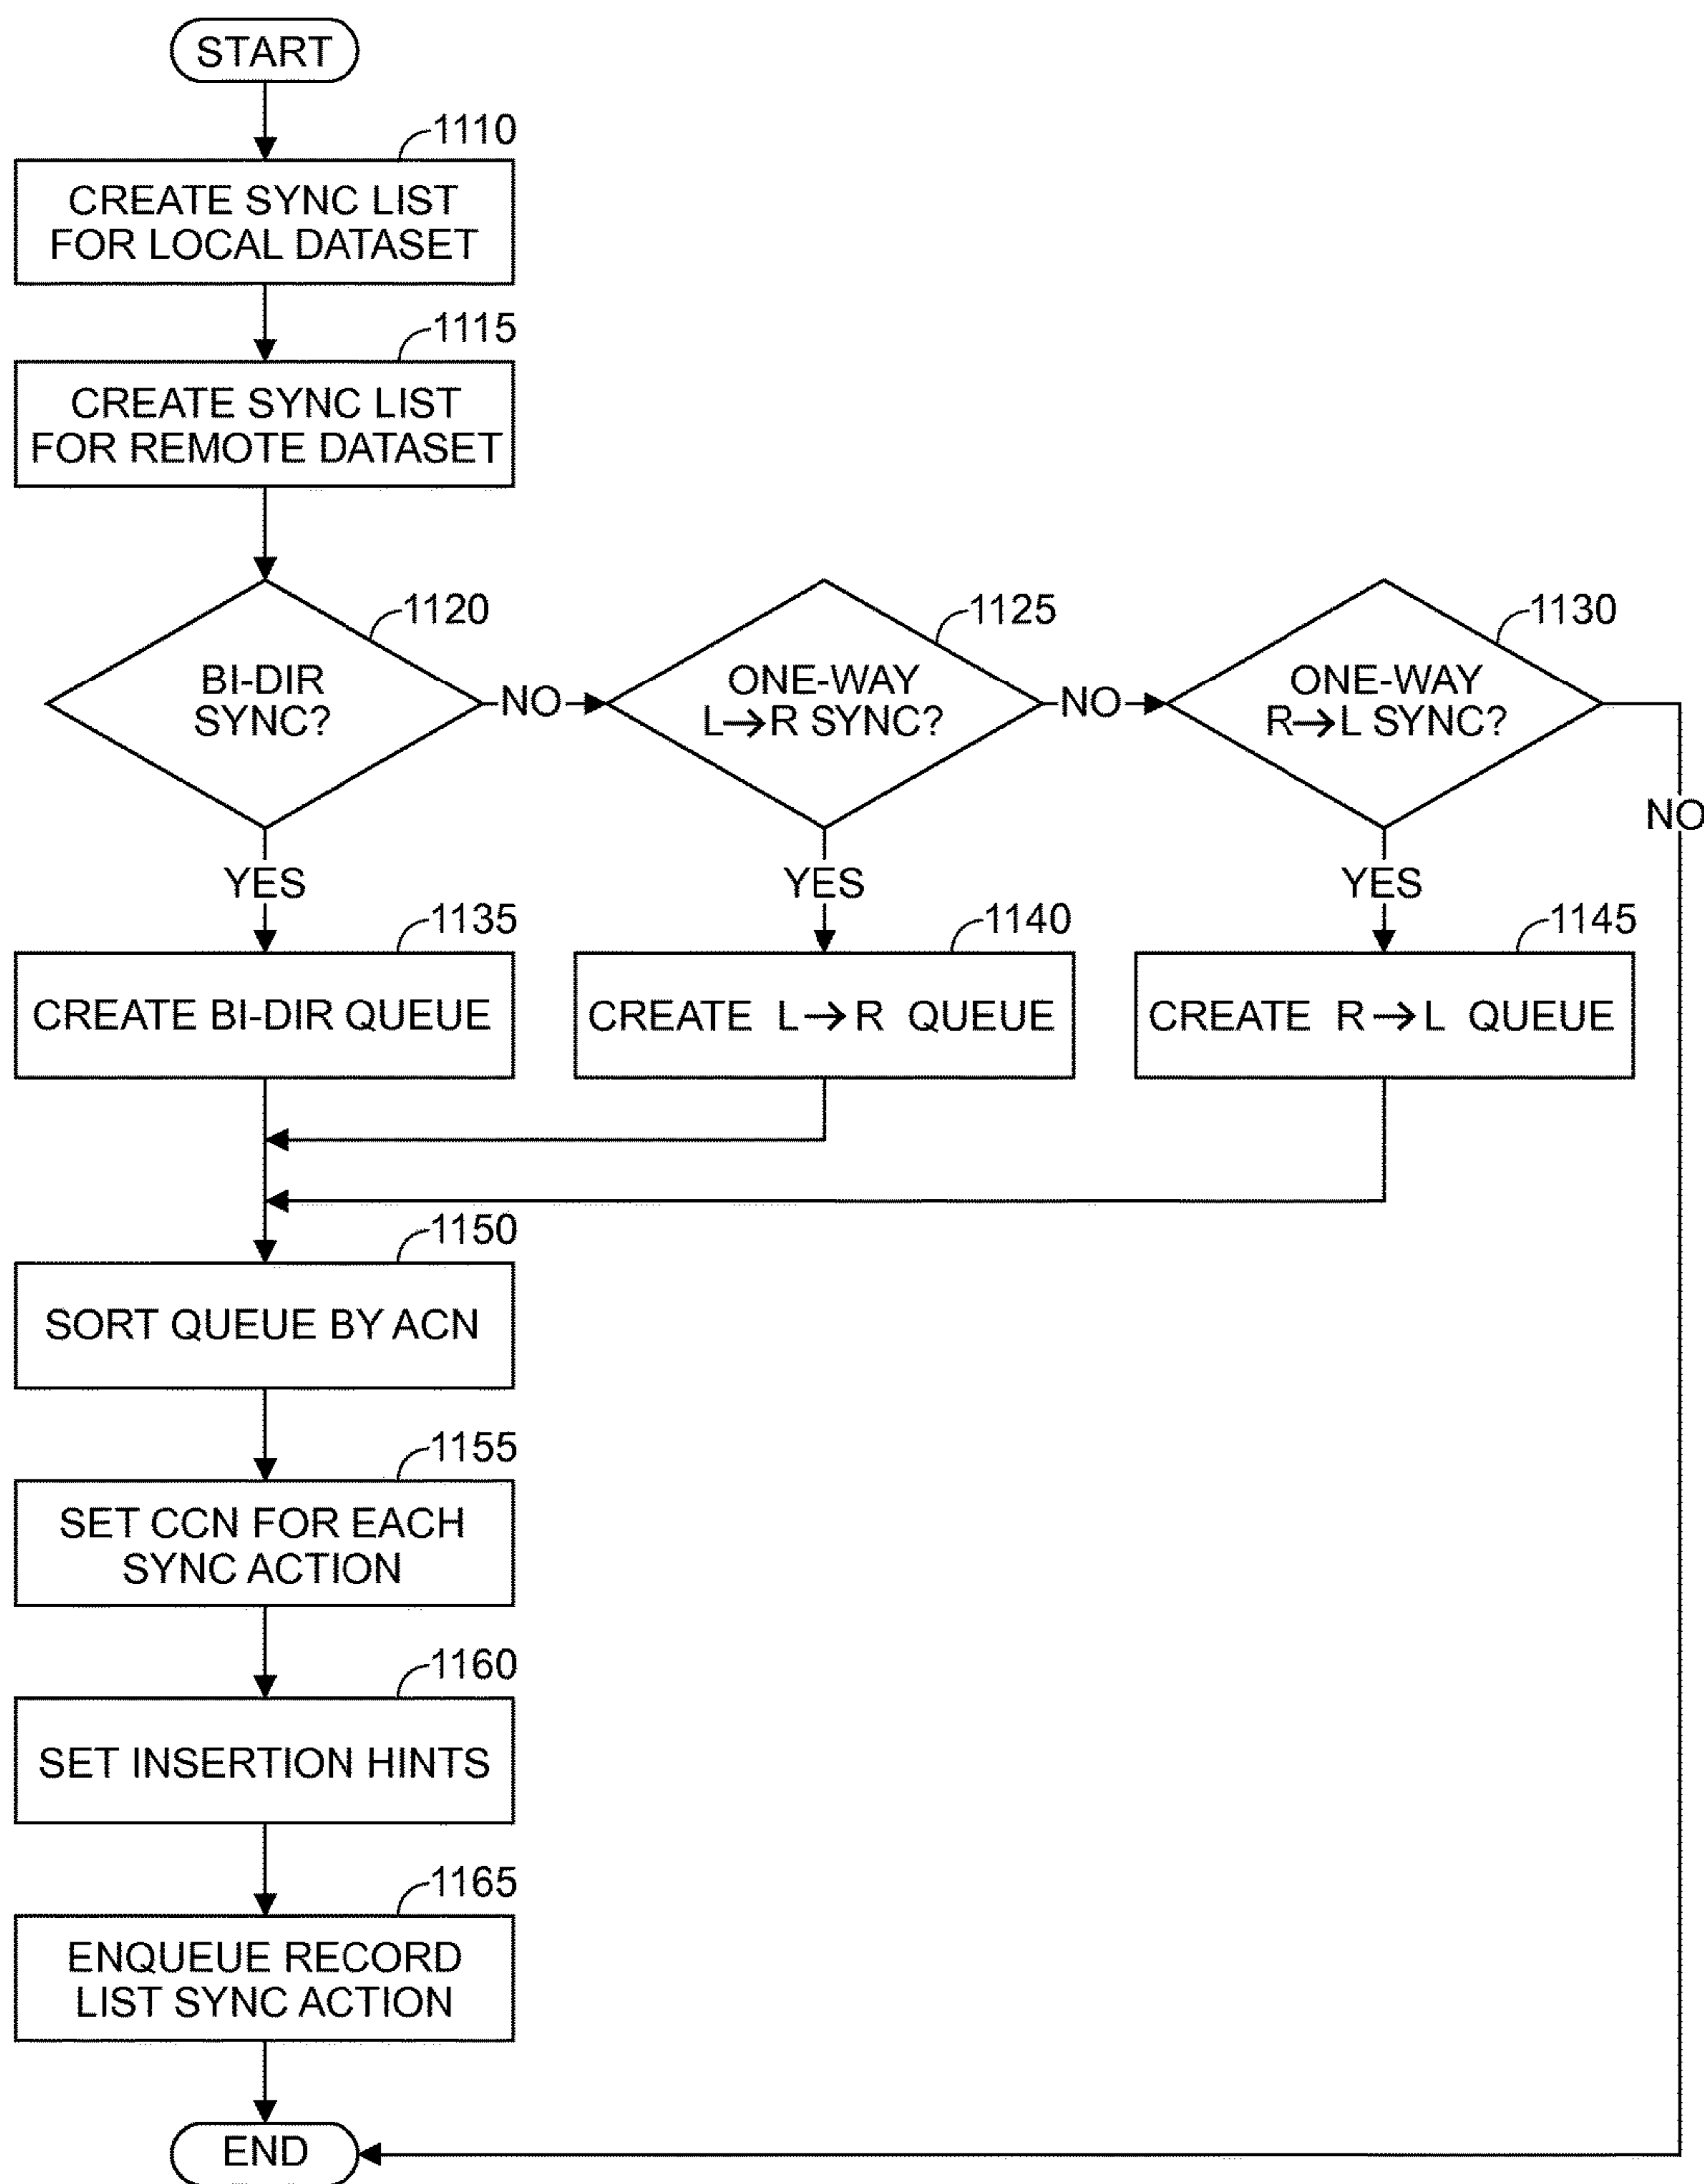 START
1110
CREATE SYNC LIST
FOR LOCAL DATASET
1115
CREATE SYNC LIST
FOR REMOTE DATASET
1120
BI-DIR
SYNC?
NO
1125
ONE-WAY
L→R SYNC?
NO
1130
ONE-WAY
R→L SYNC?
NO
YES
YES
YES
1135
CREATE BI-DIR QUEUE
1140
CREATE L→R QUEUE
1145
CREATE R→L QUEUE
1150
SORT QUEUE BY ACN
1155
SET CCN FOR EACH
SYNC ACTION
1160
SET INSERTION HINTS
1165
ENQUEUE RECORD
LIST SYNC ACTION
END